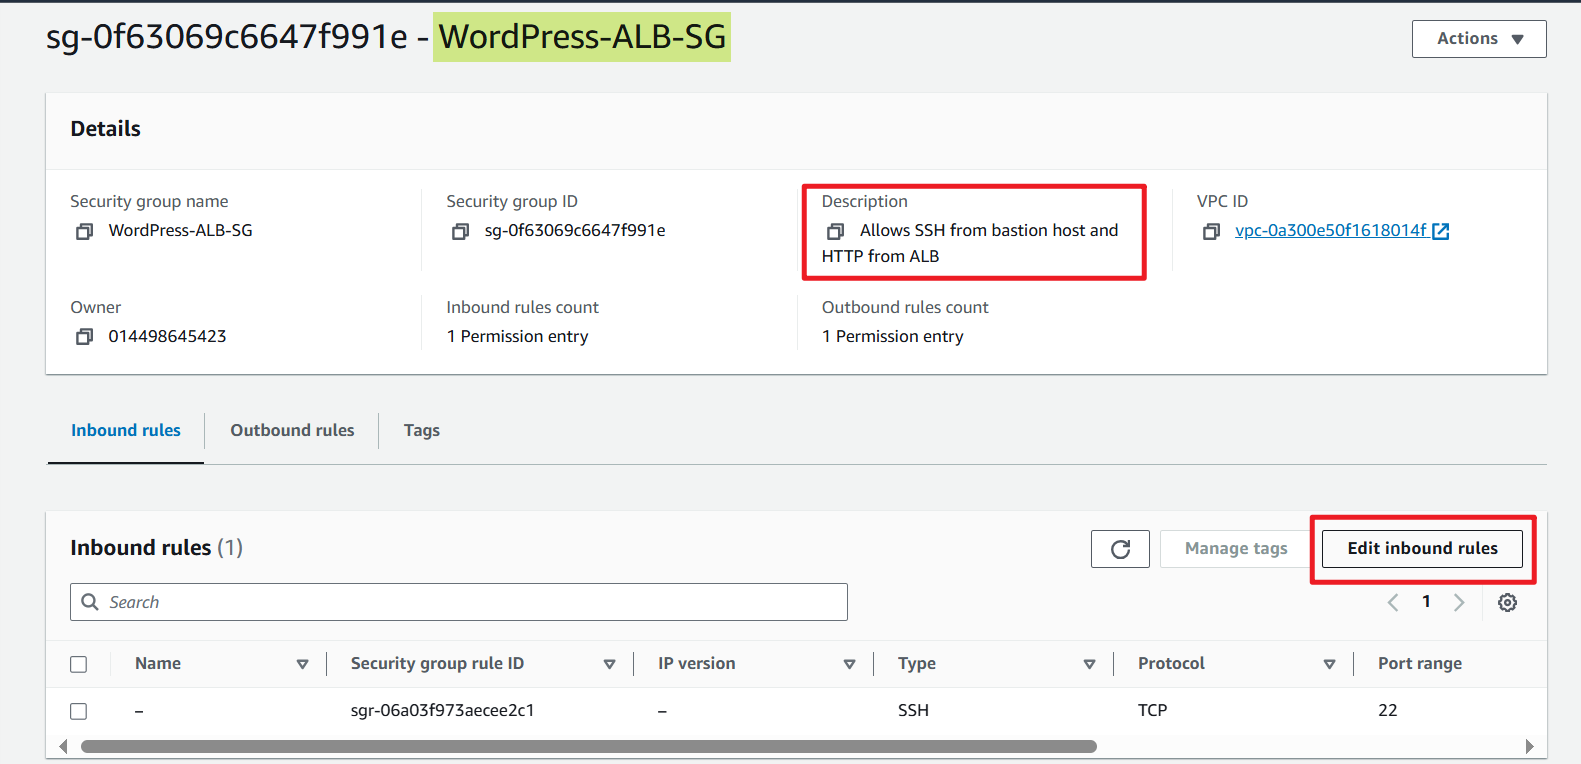 sg-0f63069c6647f991e - WordPress-ALB-SG
Actions
Details
Security group name
WordPress-ALB-SG
Security group ID
sg-0f63069c6647f991e
Description
Allows SSH from bastion host and
HTTP from ALB
VPC ID
vpc-0a300e50f1618014f
Owner
014498645423
Inbound rules count
1 Permission entry
Outbound rules count
1 Permission entry
Inbound rules
Outbound rules
Tags
Inbound rules (1)
Manage tags
Edit inbound rules
Search
1
Name
Security group rule ID
IP version
Type
Protocol
Port range
–
sgr-06a03f973aecee2c1
–
SSH
TCP
22